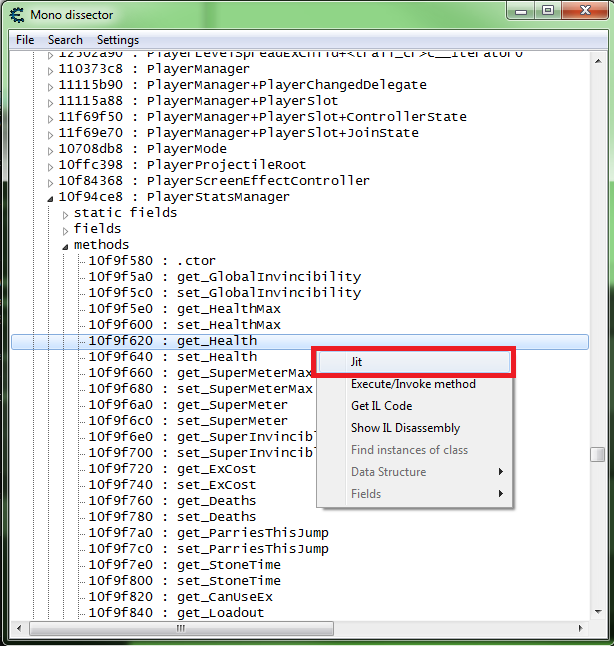 Mono dissector
File Search Settings
12502a90 : PlayerLevelSpreadExChild+<trail_cr>c__Iterator0
110373c8 : PlayerManager
11115b90 : PlayerManager+PlayerChangedDelegate
11115a88 : PlayerManager+PlayerSlot
11f69f50 : PlayerManager+PlayerSlot+ControllerState
11f69e70 : PlayerManager+PlayerSlot+JoinState
10708db8 : PlayerMode
10ffc398 : PlayerProjectileRoot
10f84368 : PlayerScreenEffectController
10f94ce8 : PlayerStatsManager
static fields
fields
methods
10f9f580 : .ctor
10f9f5a0 : get_GlobalInvincibility
10f9f5c0 : set_GlobalInvincibility
10f9f5e0 : get_HealthMax
10f9f600 : set_HealthMax
10f9f620 : get_Health
10f9f640 : set_Health
10f9f660 : get_SuperMeterMax
10f9f680 : set_SuperMeterMax
10f9f6a0 : get_SuperMeter
10f9f6c0 : set_SuperMeter
10f9f6e0 : get_SuperInvincibl
10f9f700 : set_SuperInvincibl
10f9f720 : get_ExCost
10f9f740 : set_ExCost
10f9f760 : get_Deaths
10f9f780 : set_Deaths
10f9f7a0 : get_ParriesThisJump
10f9f7c0 : set_ParriesThisJump
10f9f7e0 : get_StoneTime
10f9f800 : set_StoneTime
10f9f820 : get_CanUseEx
10f9f840 : get_Loadout
Jit
Execute/Invoke method
Get IL Code
Show IL Disassembly
Find instances of class
Data Structure
Fields